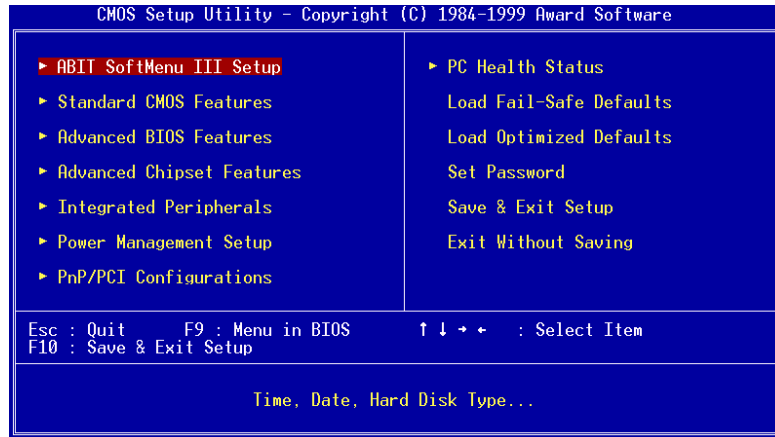 CMOS Setup Utility – Copyright (C) 1984-1999 Award Software
► ABIT SoftMenu III Setup
► Standard CMOS Features
► Advanced BIOS Features
► Advanced Chipset Features
► Integrated Peripherals
► Power Management Setup
► PnP/PCI Configurations
► PC Health Status
Load Fail-Safe Defaults
Load Optimized Defaults
Set Password
Save & Exit Setup
Exit Without Saving
Esc : Quit F9 : Menu in BIOS ↑ ↓ → ← : Select Item
F10 : Save & Exit Setup
Time, Date, Hard Disk Type...